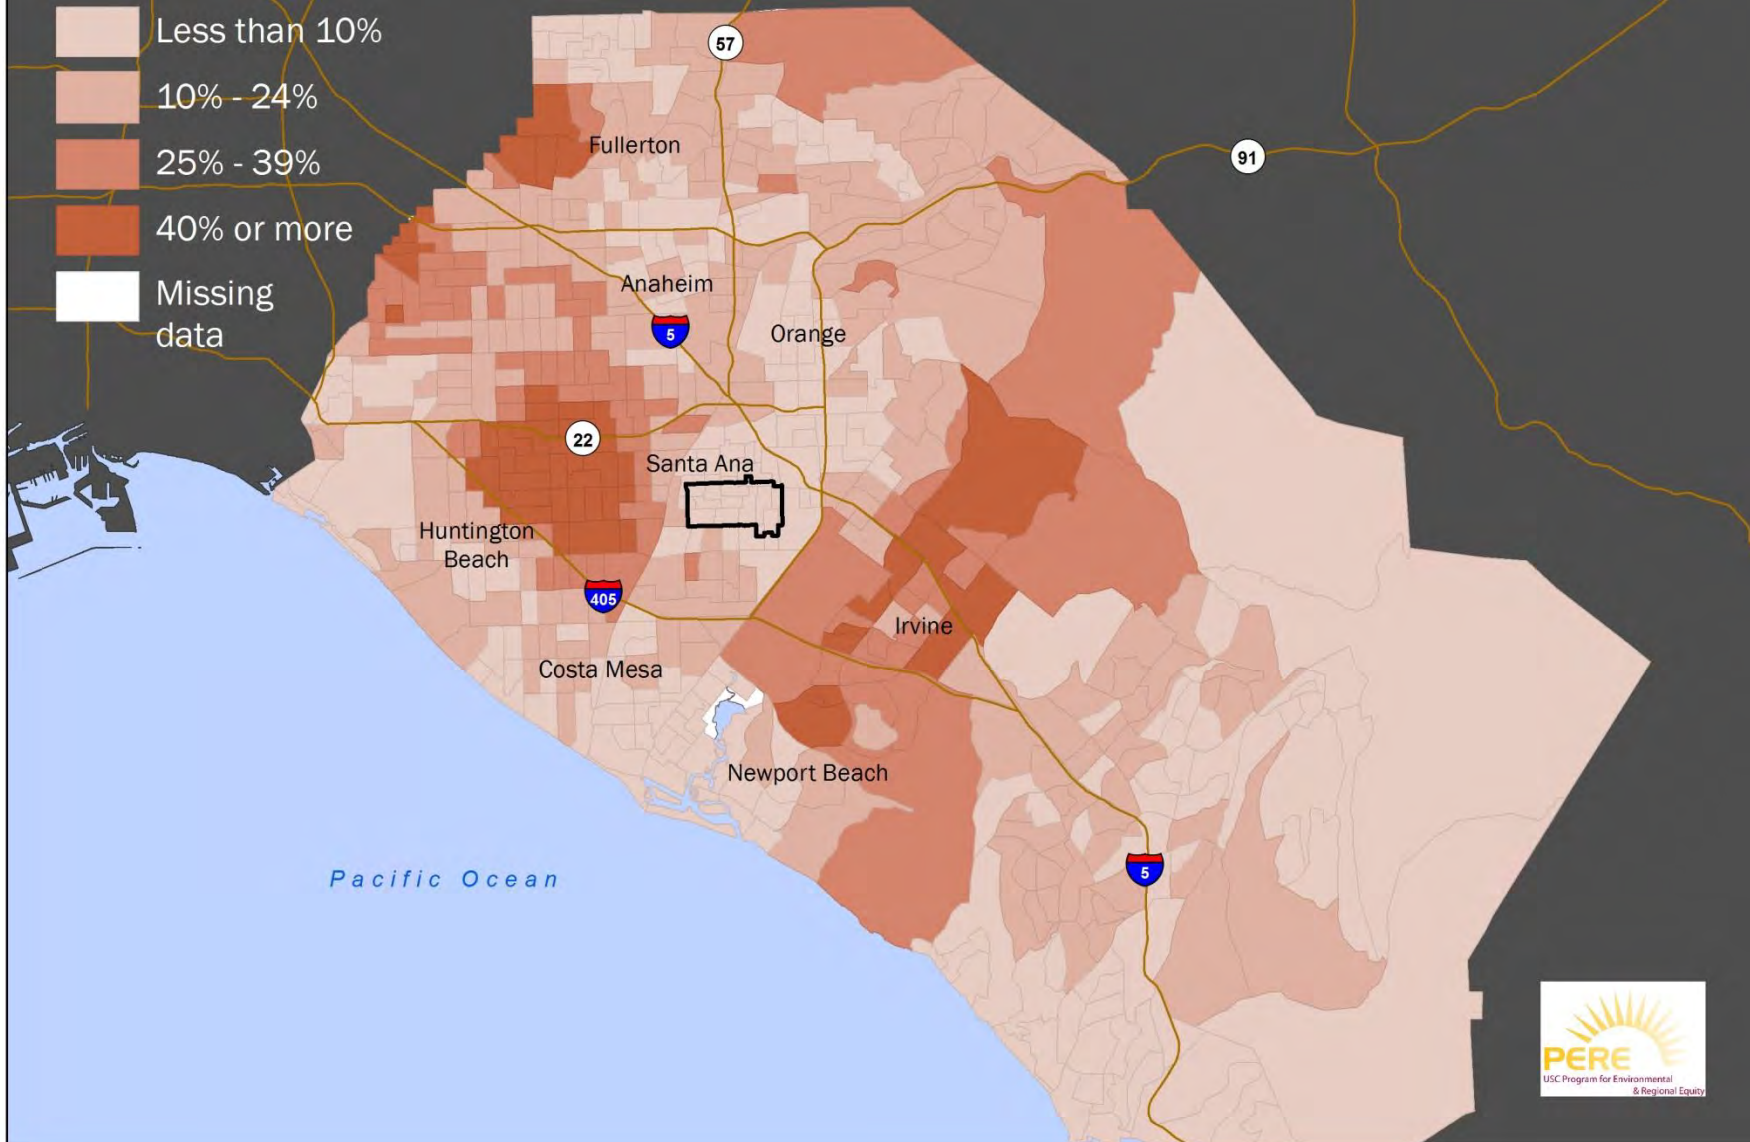 Less than 10%
10% - 24%
25% - 39%
40% or more
Missing
data
57
91
Fullerton
Anaheim
5
Orange
22
Santa Ana
Huntington
Beach
405
Irvine
Costa Mesa
Newport Beach
Pacific Ocean
5
PERE
USC Program for Environmental
& Regional Equity